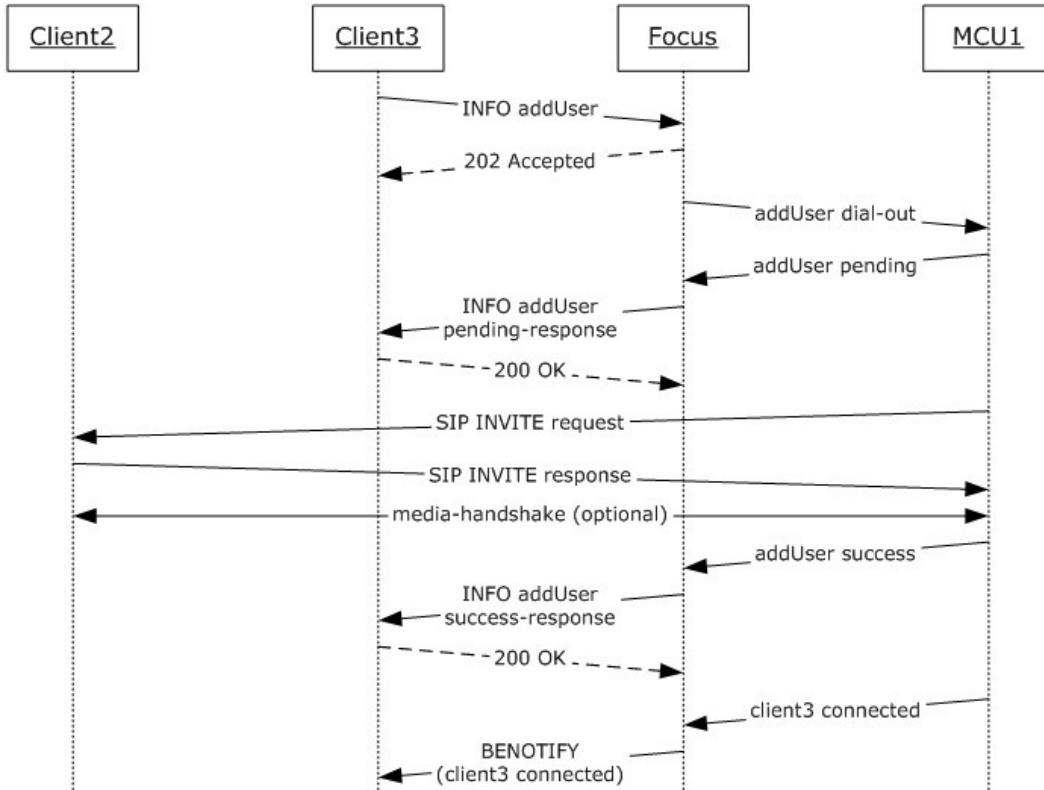 Client2
Client3
Focus
MCU1
INFO addUser
202 Accepted
addUser dial-out
addUser pending
INFO addUser
pending-response
200 OK
SIP INVITE request
SIP INVITE response
media-handshake (optional)
addUser success
INFO addUser
success-response
200 OK
client3 connected
BENOTIFY
(client3 connected)